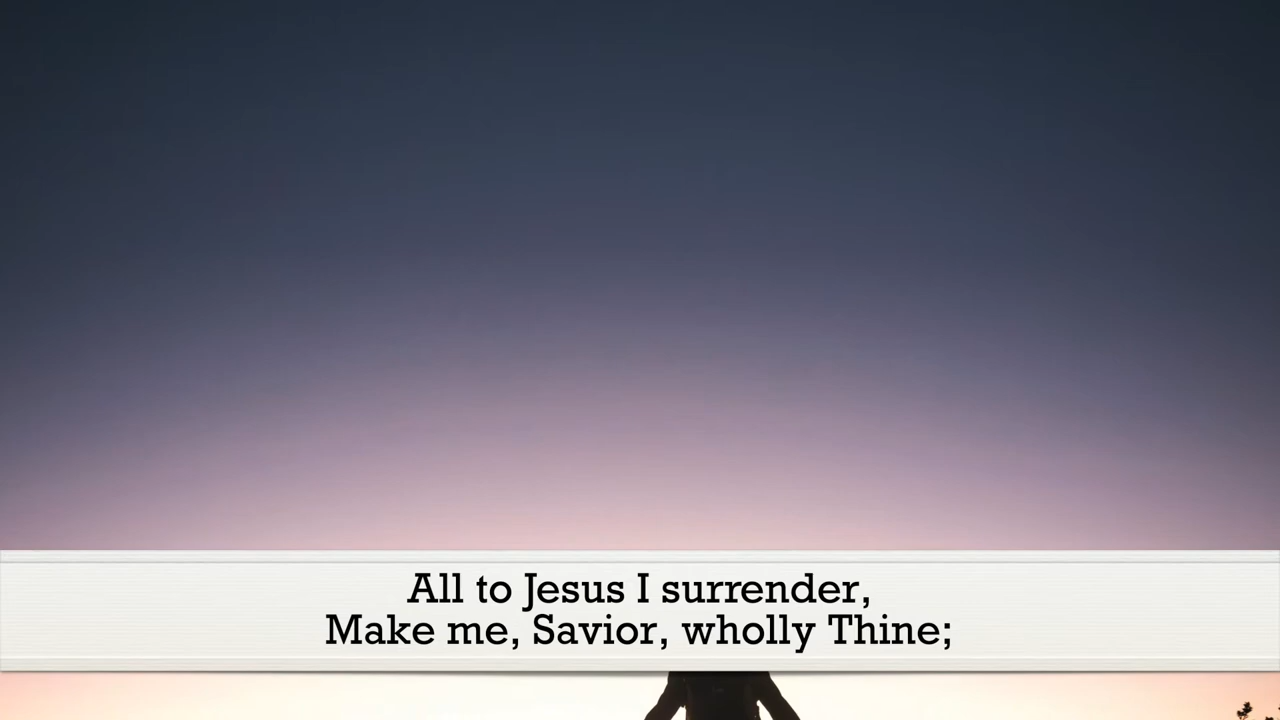 All to Jesus I surrender,
Make me, Savior, wholly Thine;